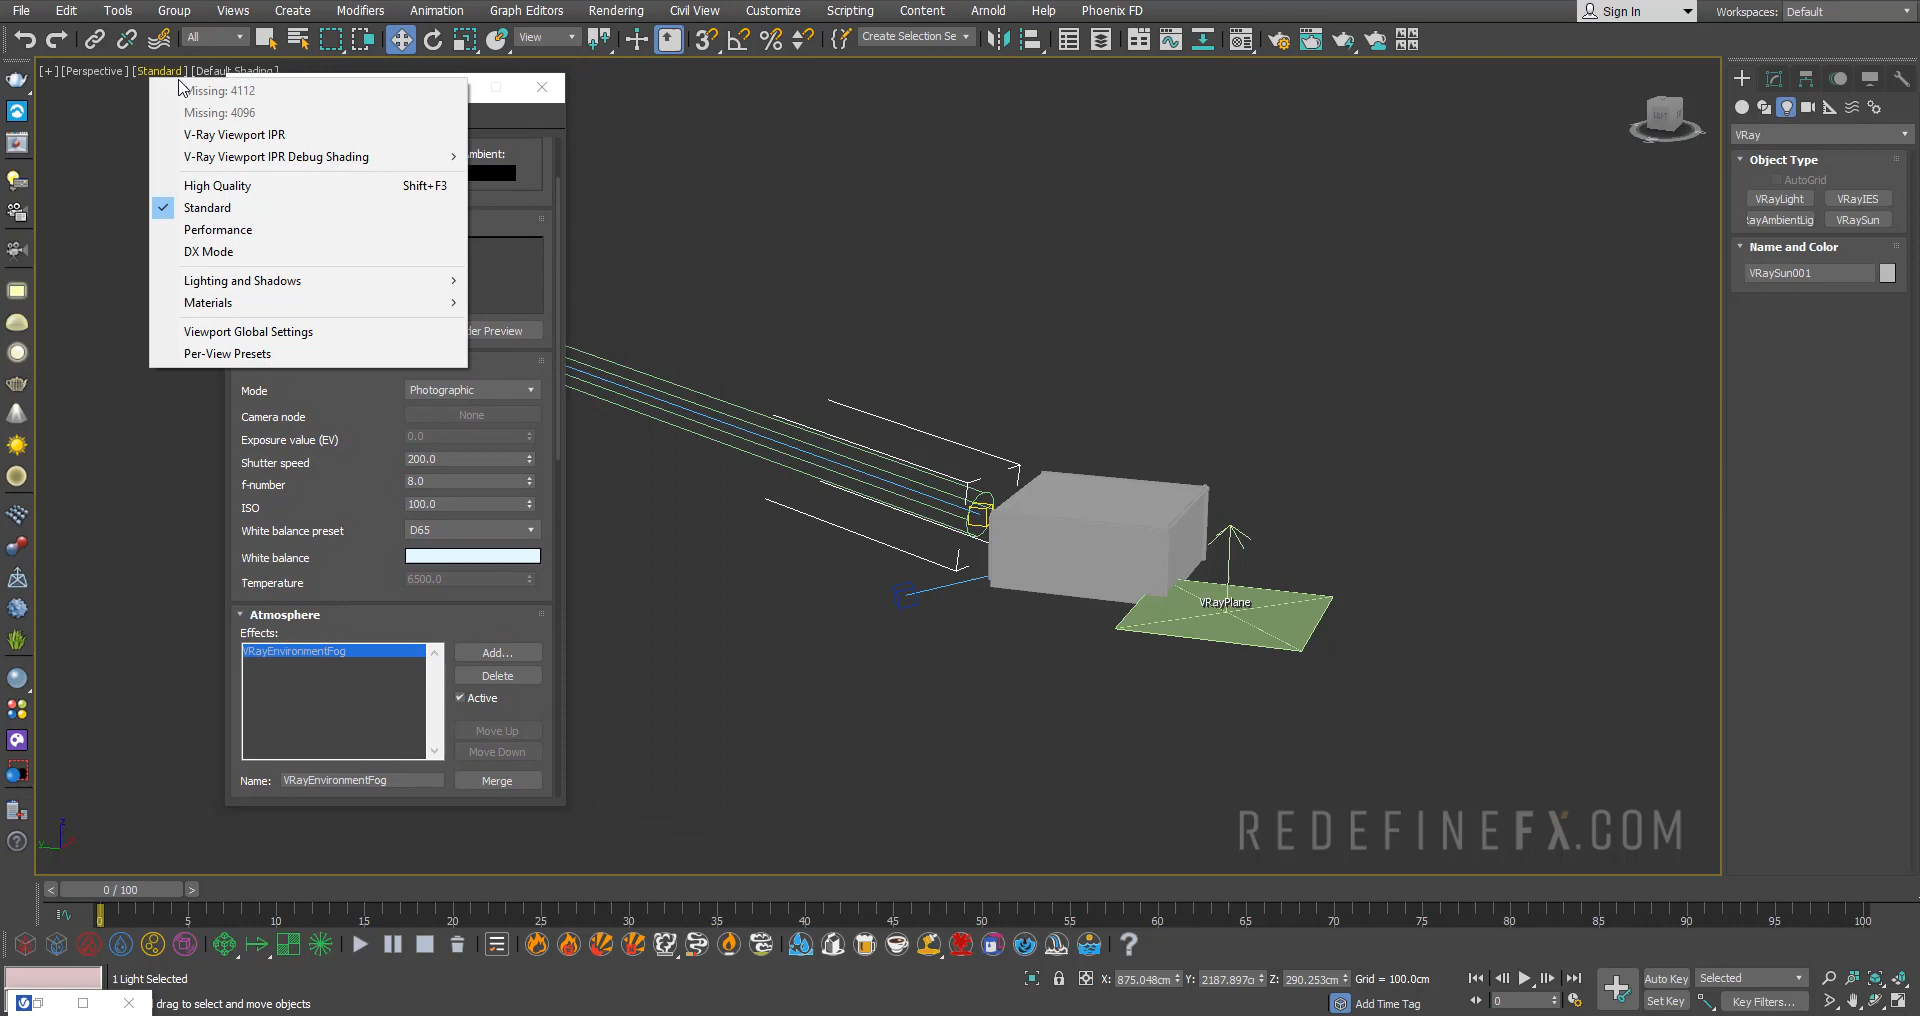 File Edit Tools Group Views Create Modifiers Animation Graph Editors Rendering Civil View Customize Scripting Content Arnold Help Phoenix FD Sign In Workspaces: Default
All View Create Selection Se
[+] [Perspective ] [Standard ] [Default Shading ]
Missing: 4112
Missing: 4096
V-Ray Viewport IPR
V-Ray Viewport IPR Debug Shading
High Quality Shift+F3
Standard
Performance
DX Mode
Lighting and Shadows
Materials
Viewport Global Settings
Per-View Presets
Ambient:
der Preview
Mode Photographic
Camera node None
Exposure value (EV) 0.0
Shutter speed 200.0
f-number 8.0
ISO 100.0
White balance preset D65
White balance
Temperature 6500.0
Atmosphere
Effects:
VRayEnvironmentFog
Add...
Delete
Active
Move Up
Move Down
Name: VRayEnvironmentFog Merge
VRayPlane
VRay
Object Type
AutoGrid
VRayLight VRayIES
RayAmbientLig VRaySun
Name and Color
VRaySun001
REDEFINEFX.COM
z
y
< 0 / 100 >
0 5 10 15 20 25 30 35 40 45 50 55 60 65 70 75 80 85 90 95 100
1 Light Selected
drag to select and move objects
X: 875.048cm Y: 2187.897c Z: 290.253cm Grid = 100.0cm
Add Time Tag
0
Auto Key Selected
Set Key Key Filters...